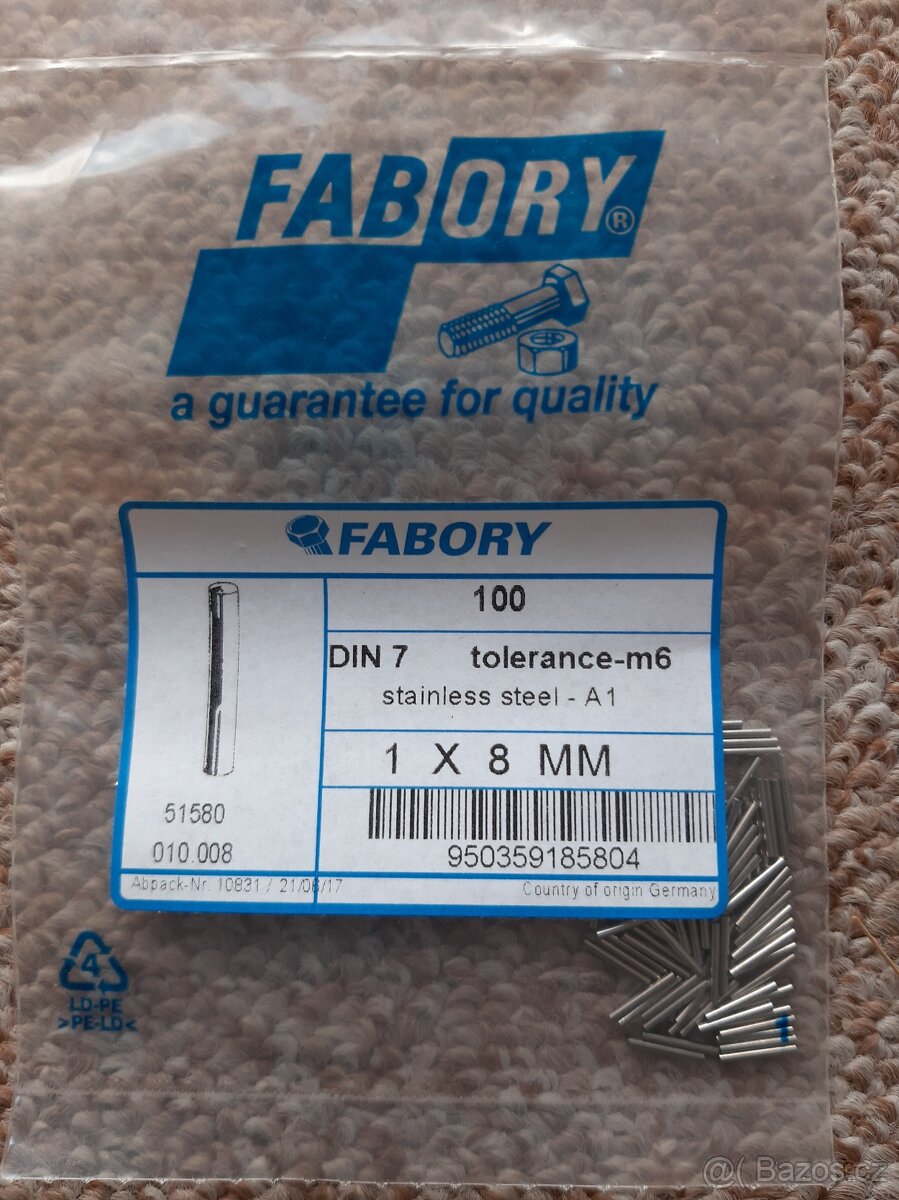 FABORY®
a guarantee for quality
FABORY
100
DIN 7 tolerance-m6
stainless steel - A1
1 X 8 MM
51580
010.008
950359185804
Abpack-Nr. 10831 / 21/06/17
Country of origin Germany
4
LD-PE
>PE-LD<
@( Bazos.cz